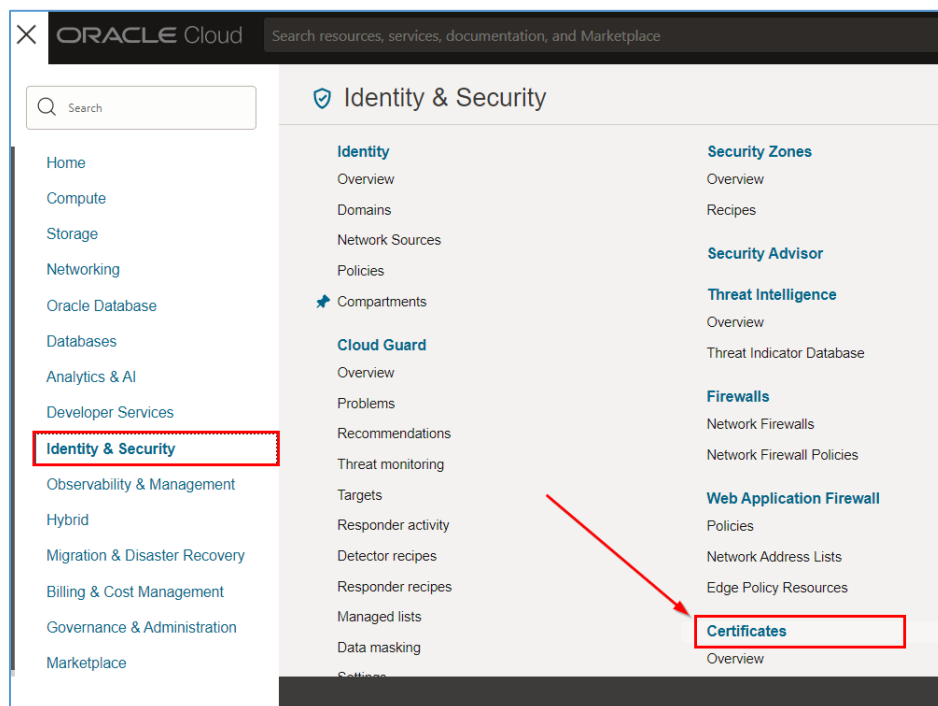 ORACLE Cloud
Search resources, services, documentation, and Marketplace
Search
Home
Compute
Storage
Networking
Oracle Database
Databases
Analytics & AI
Developer Services
Identity & Security
Observability & Management
Hybrid
Migration & Disaster Recovery
Billing & Cost Management
Governance & Administration
Marketplace
Identity & Security
Identity
Overview
Domains
Network Sources
Policies
Compartments
Cloud Guard
Overview
Problems
Recommendations
Threat monitoring
Targets
Responder activity
Detector recipes
Responder recipes
Managed lists
Data masking
Settings
Security Zones
Overview
Recipes
Security Advisor
Threat Intelligence
Overview
Threat Indicator Database
Firewalls
Network Firewalls
Network Firewall Policies
Web Application Firewall
Policies
Network Address Lists
Edge Policy Resources
Certificates
Overview